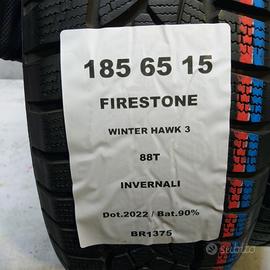 185 65 15
FIRESTONE
WINTER HAWK 3
88T
INVERNALI
Dot.2022 / Bat.90%
BR1375
subito